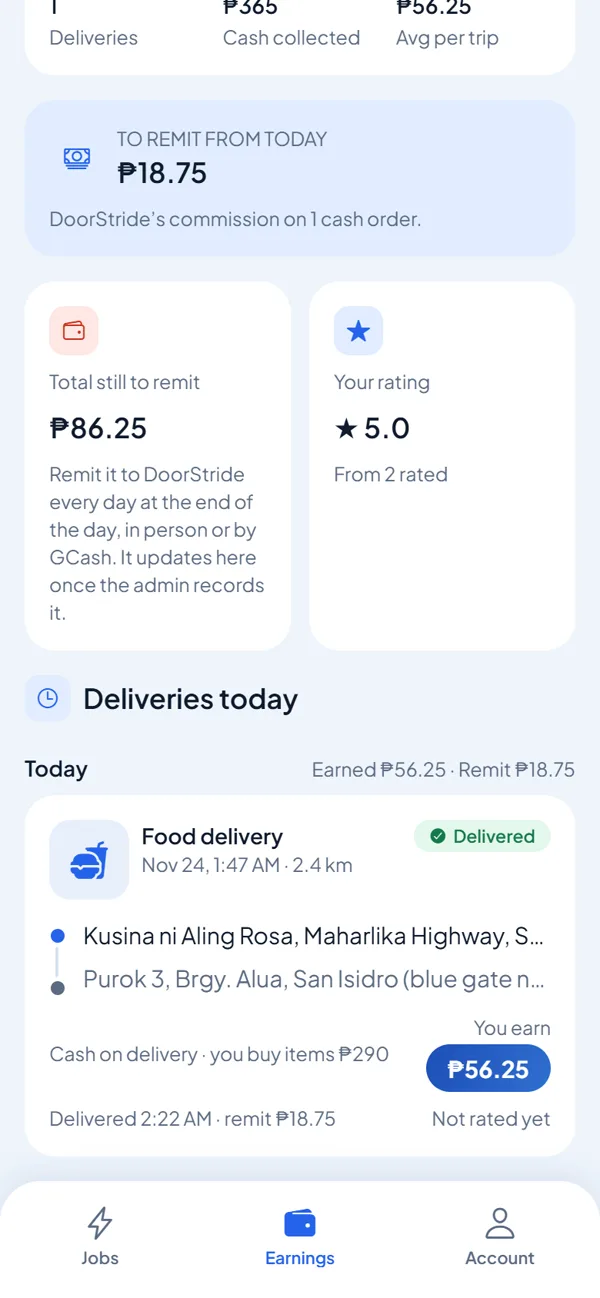 1 ₱365 ₱56.25
Deliveries Cash collected Avg per trip
TO REMIT FROM TODAY
₱18.75
DoorStride's commission on 1 cash order.
Total still to remit
₱86.25
Remit it to DoorStride
every day at the end of
the day, in person or by
GCash. It updates here
once the admin records
it.
Your rating
★ 5.0
From 2 rated
Deliveries today
Today Earned ₱56.25 · Remit ₱18.75
Food delivery Delivered
Nov 24, 1:47 AM · 2.4 km
Kusina ni Aling Rosa, Maharlika Highway, S...
Purok 3, Brgy. Alua, San Isidro (blue gate n...
You earn
Cash on delivery · you buy items ₱290 ₱56.25
Delivered 2:22 AM · remit ₱18.75 Not rated yet
Jobs Earnings Account